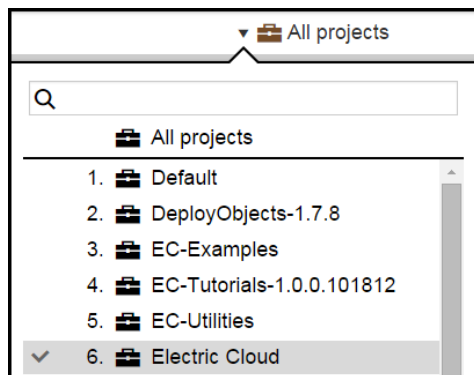 All projects
All projects
1. Default
2. DeployObjects-1.7.8
3. EC-Examples
4. EC-Tutorials-1.0.0.101812
5. EC-Utilities
6. Electric Cloud